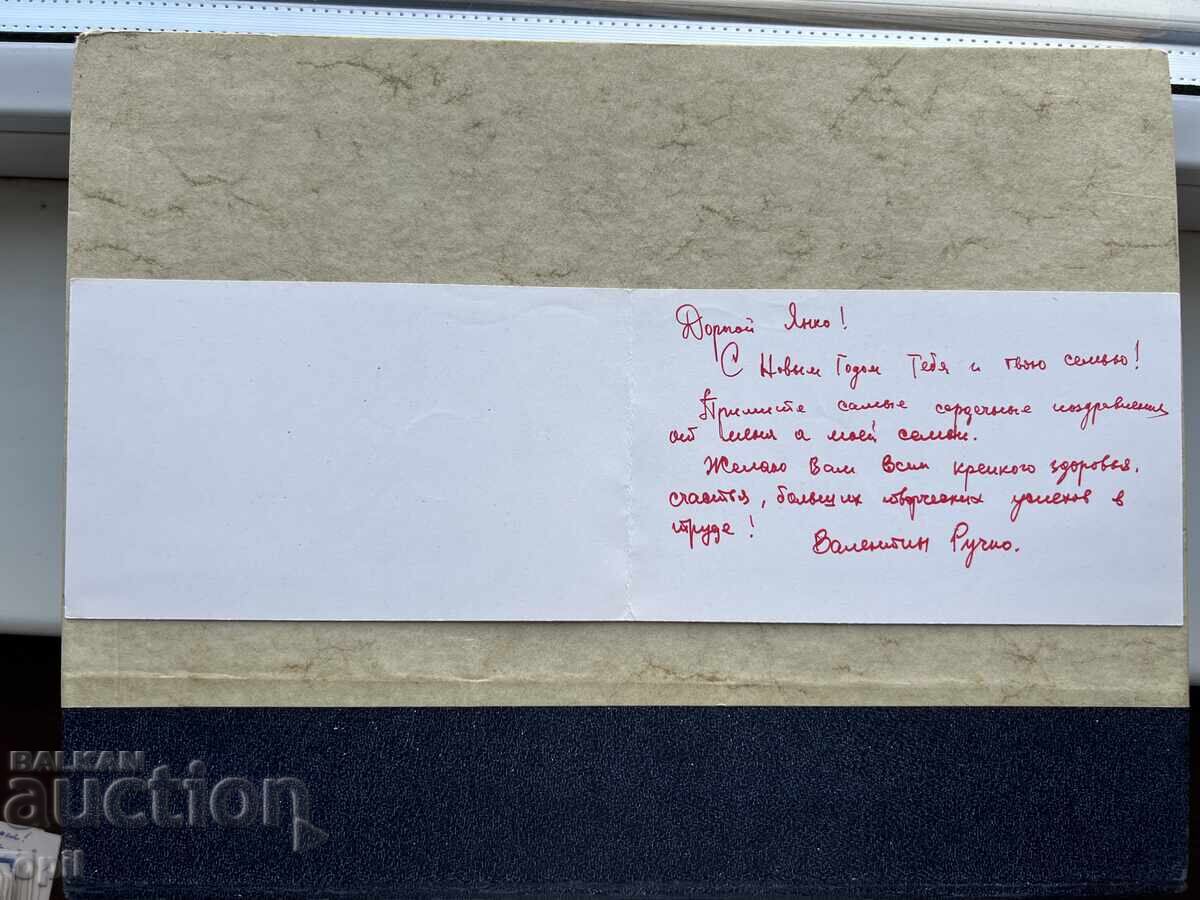 Дорогой Янко!
С Новым Годом Тебя и твою семью!
Примите самые сердечные поздравления
от меня и моей семьи.
Желаю Вам всем крепкого здоровья,
счастья, больших творческих успехов в
труде!
Валентин Ручко.
BALKAN
auction
opil